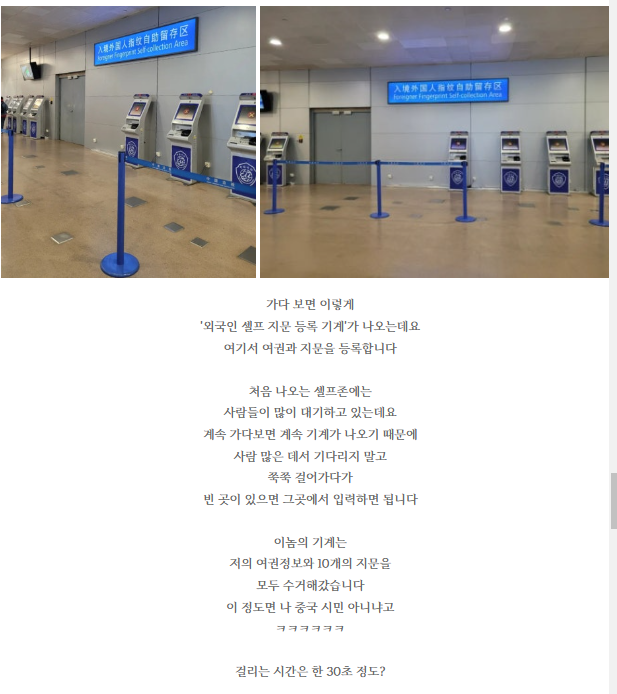 入境外国人指纹自助留存区
Foreigner Fingerprint Self-collection Area
入境外国人指纹自助留存区
Foreigner Fingerprint Self-collection Area
가다 보면 이렇게
'외국인 셀프 지문 등록 기계'가 나오는데요
여기서 여권과 지문을 등록합니다
처음 나오는 셀프존에는
사람들이 많이 대기하고 있는데요
계속 가다보면 계속 기계가 나오기 때문에
사람 많은 데서 기다리지 말고
쭉쭉 걸어가다가
빈 곳이 있으면 그곳에서 입력하면 됩니다
이놈의 기계는
저의 여권정보와 10개의 지문을
모두 수거해갔습니다
이 정도면 나 중국 시민 아니냐고
ㅋㅋㅋㅋㅋㅋ
걸리는 시간은 한 30초 정도?